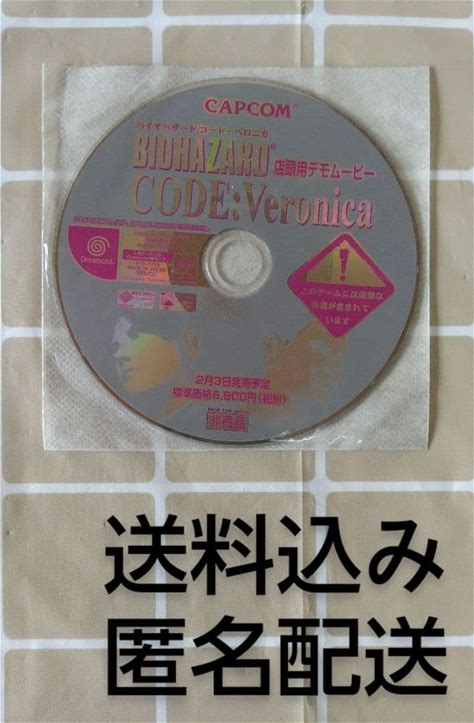 CAPCOM
バイオハザード コード:ベロニカ
BIOHAZARD® 店頭用デモムービー
CODE:Veronica
Dreamcast
このゲームには過激な
表現が含まれて
います
2月3日発売予定
標準価格6,800円(税別)
非売品
送料込み
匿名配送